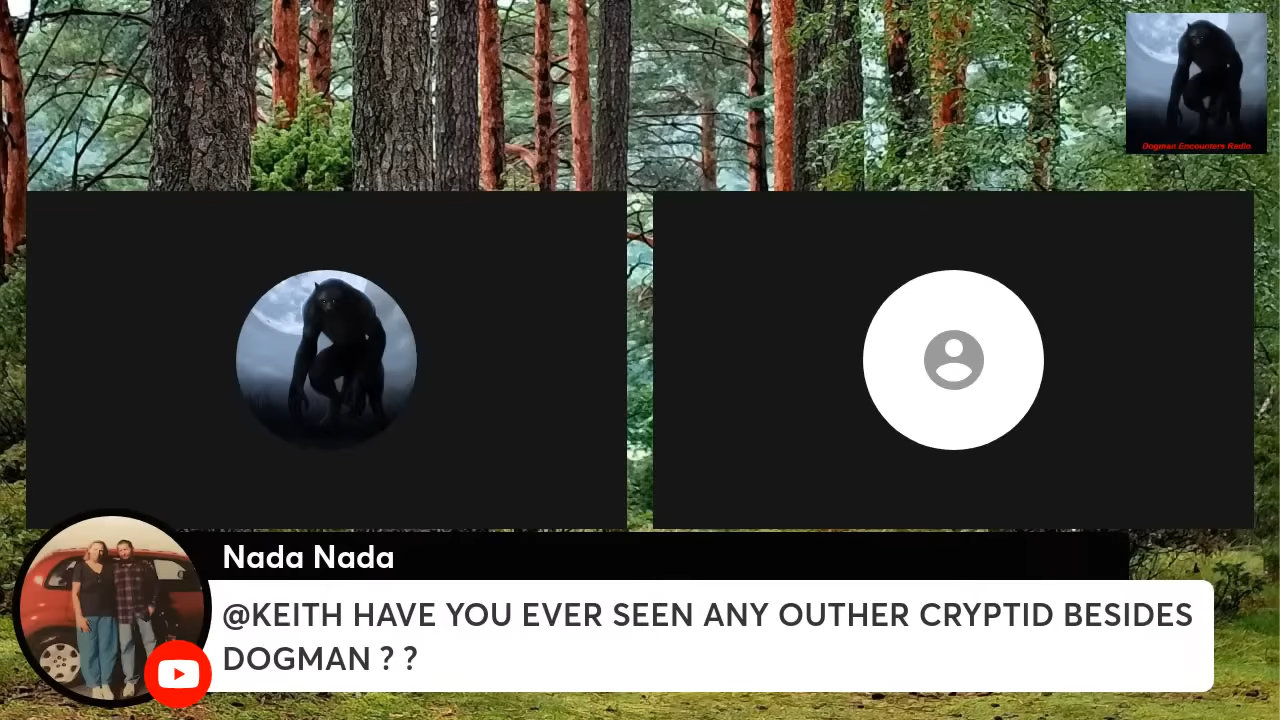 Dogman Encounters Radio
Nada Nada
@KEITH HAVE YOU EVER SEEN ANY OUTHER CRYPTID BESIDES
DOGMAN ? ?